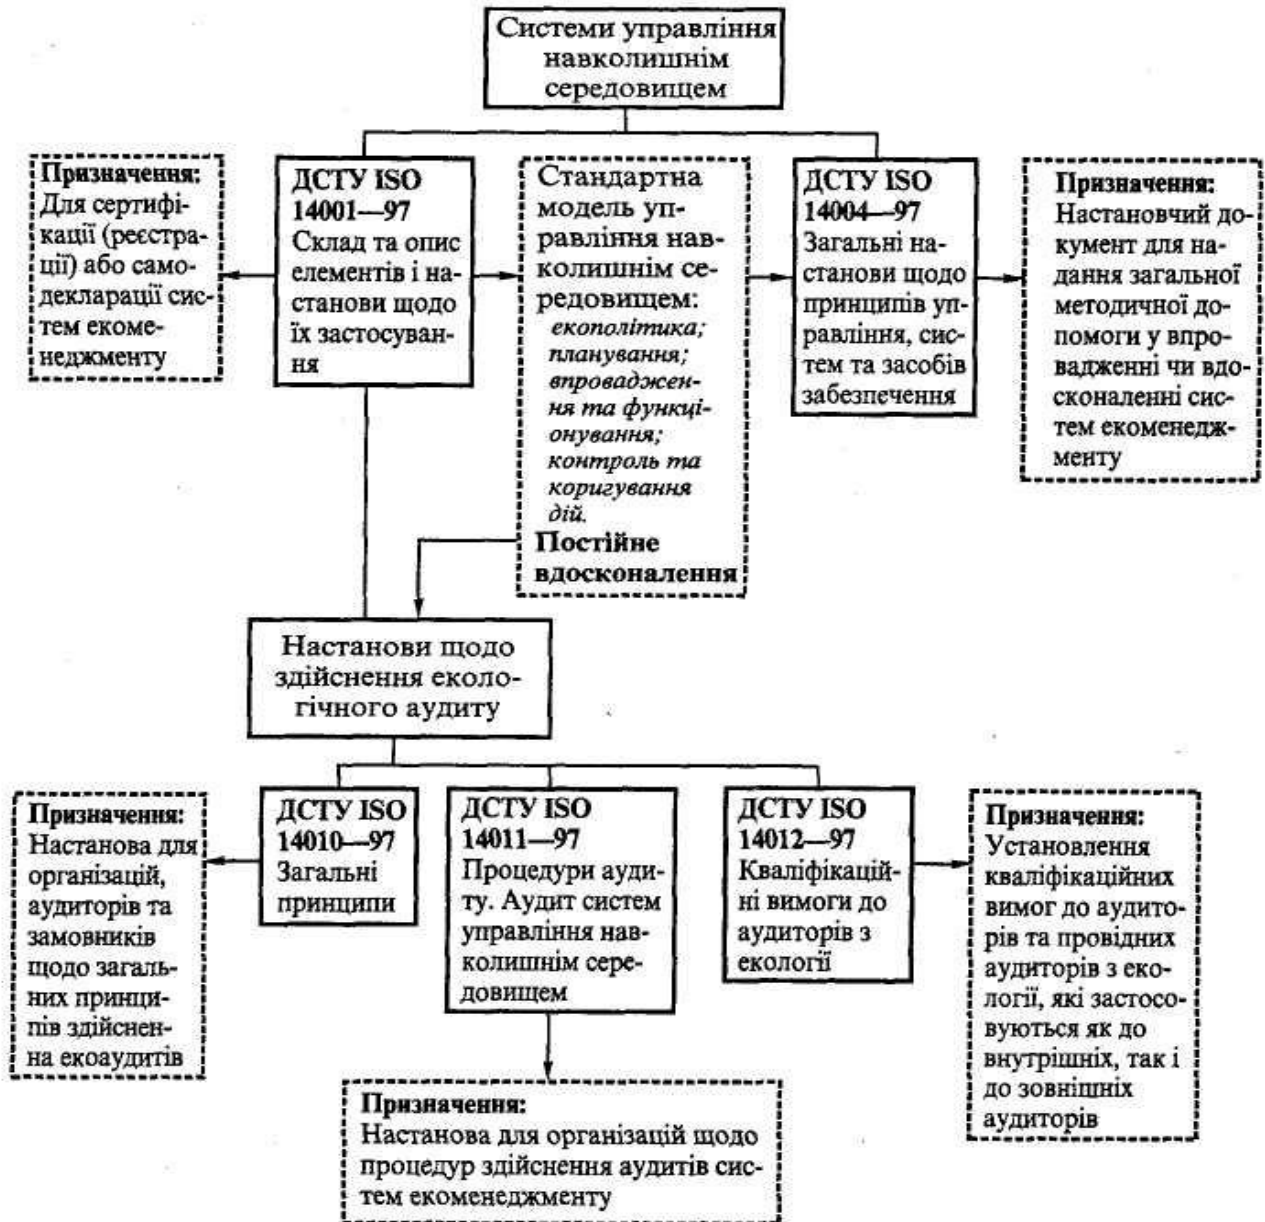 Системи управління
навколишнім
середовищем
Призначення:
Для сертифі-
кації (реєстра-
ції) або само-
декларації сис-
тем екоме-
неджменту
ДСТУ ISO
14001—97
Склад та опис
елементів і на-
станови щодо
їх застосуван-
ня
Стандартна
модель уп-
равління нав-
колишнім се-
редовищем:
екополітика;
планування;
впроваджен-
ня та функці-
онування;
контроль та
коригування
дій.
Постійне
вдосконалення
ДСТУ ISO
14004—97
Загальні на-
станови щодо
принципів уп-
равління, сис-
тем та засобів
забезпечення
Призначення:
Настановчий до-
кумент для на-
дання загальної
методичної до-
помоги у впро-
вадженні чи вдо-
сконаленні сис-
тем екоменедж-
менту
Настанови щодо
здійснення еколо-
гічного аудиту
Призначення:
Настанова для
організацій,
аудиторів та
замовників
щодо загаль-
них принци-
пів здійснен-
на екоаудитів
ДСТУ ISO
14010—97
Загальні
принципи
ДСТУ ISO
14011—97
Процедури ауди-
ту. Аудит систем
управління нав-
колишнім сере-
довищем
ДСТУ ISO
14012—97
Кваліфікацій-
ні вимоги до
аудиторів з
екології
Призначення:
Установлення
кваліфікаційних
вимог до аудито-
рів та провідних
аудиторів з еко-
логії, які застосо-
вуються як до
внутрішніх, так і
до зовнішніх
аудиторів
Призначення:
Настанова для організацій щодо
процедур здійснення аудитів сис-
тем екоменеджменту